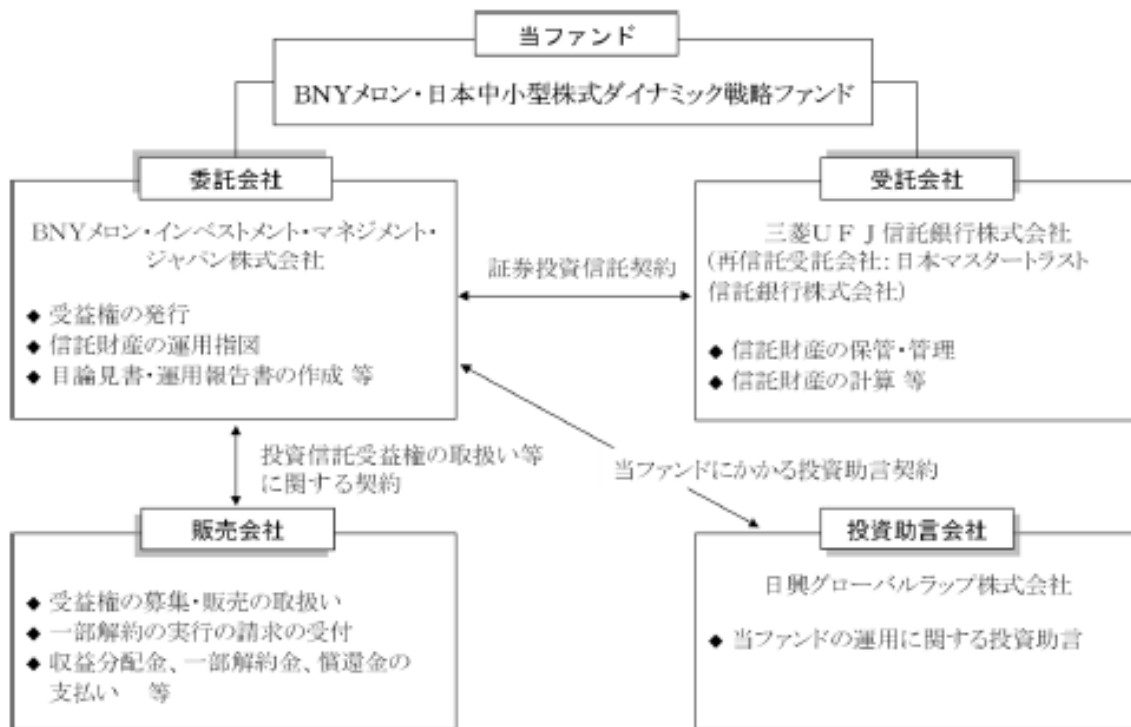 当ファンド
BNYメロン・日本中小型株式ダイナミック戦略ファンド
委託会社
BNYメロン・インベストメント・マネジメント・
ジャパン株式会社
◆ 受益権の発行
◆ 信託財産の運用指図
◆ 目論見書・運用報告書の作成 等
証券投資信託契約
受託会社
三菱UFJ信託銀行株式会社
(再信託受託会社:日本マスタートラスト
信託銀行株式会社)
◆ 信託財産の保管・管理
◆ 信託財産の計算 等
投資信託受益権の取扱い等
に関する契約
当ファンドにかかる投資助言契約
販売会社
◆ 受益権の募集・販売の取扱い
◆ 一部解約の実行の請求の受付
◆ 収益分配金、一部解約金、償還金の
支払い 等
投資助言会社
日興グローバルラップ株式会社
◆ 当ファンドの運用に関する投資助言